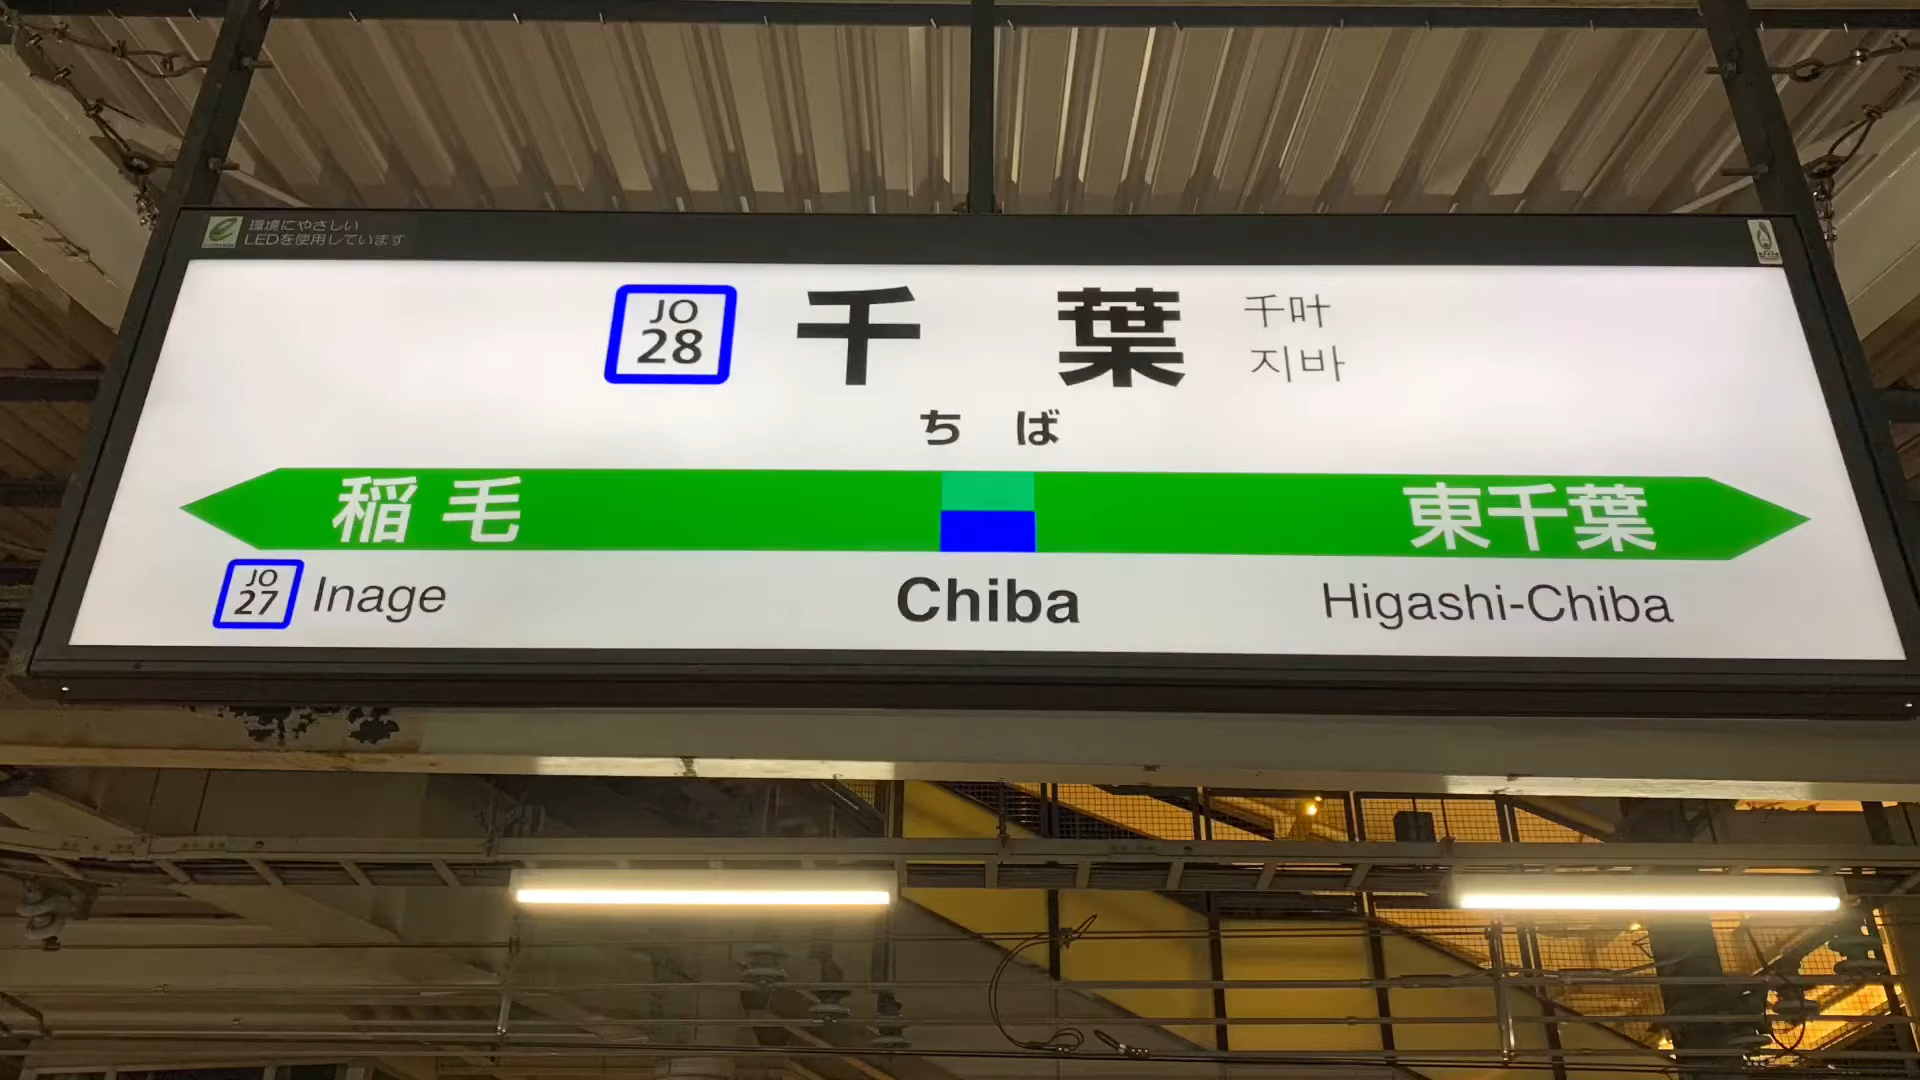 環境にやさしい
LEDを使用しています
JO
28
千葉
千叶
지바
ちば
稲毛
東千葉
JO
27
Inage
Chiba
Higashi-Chiba